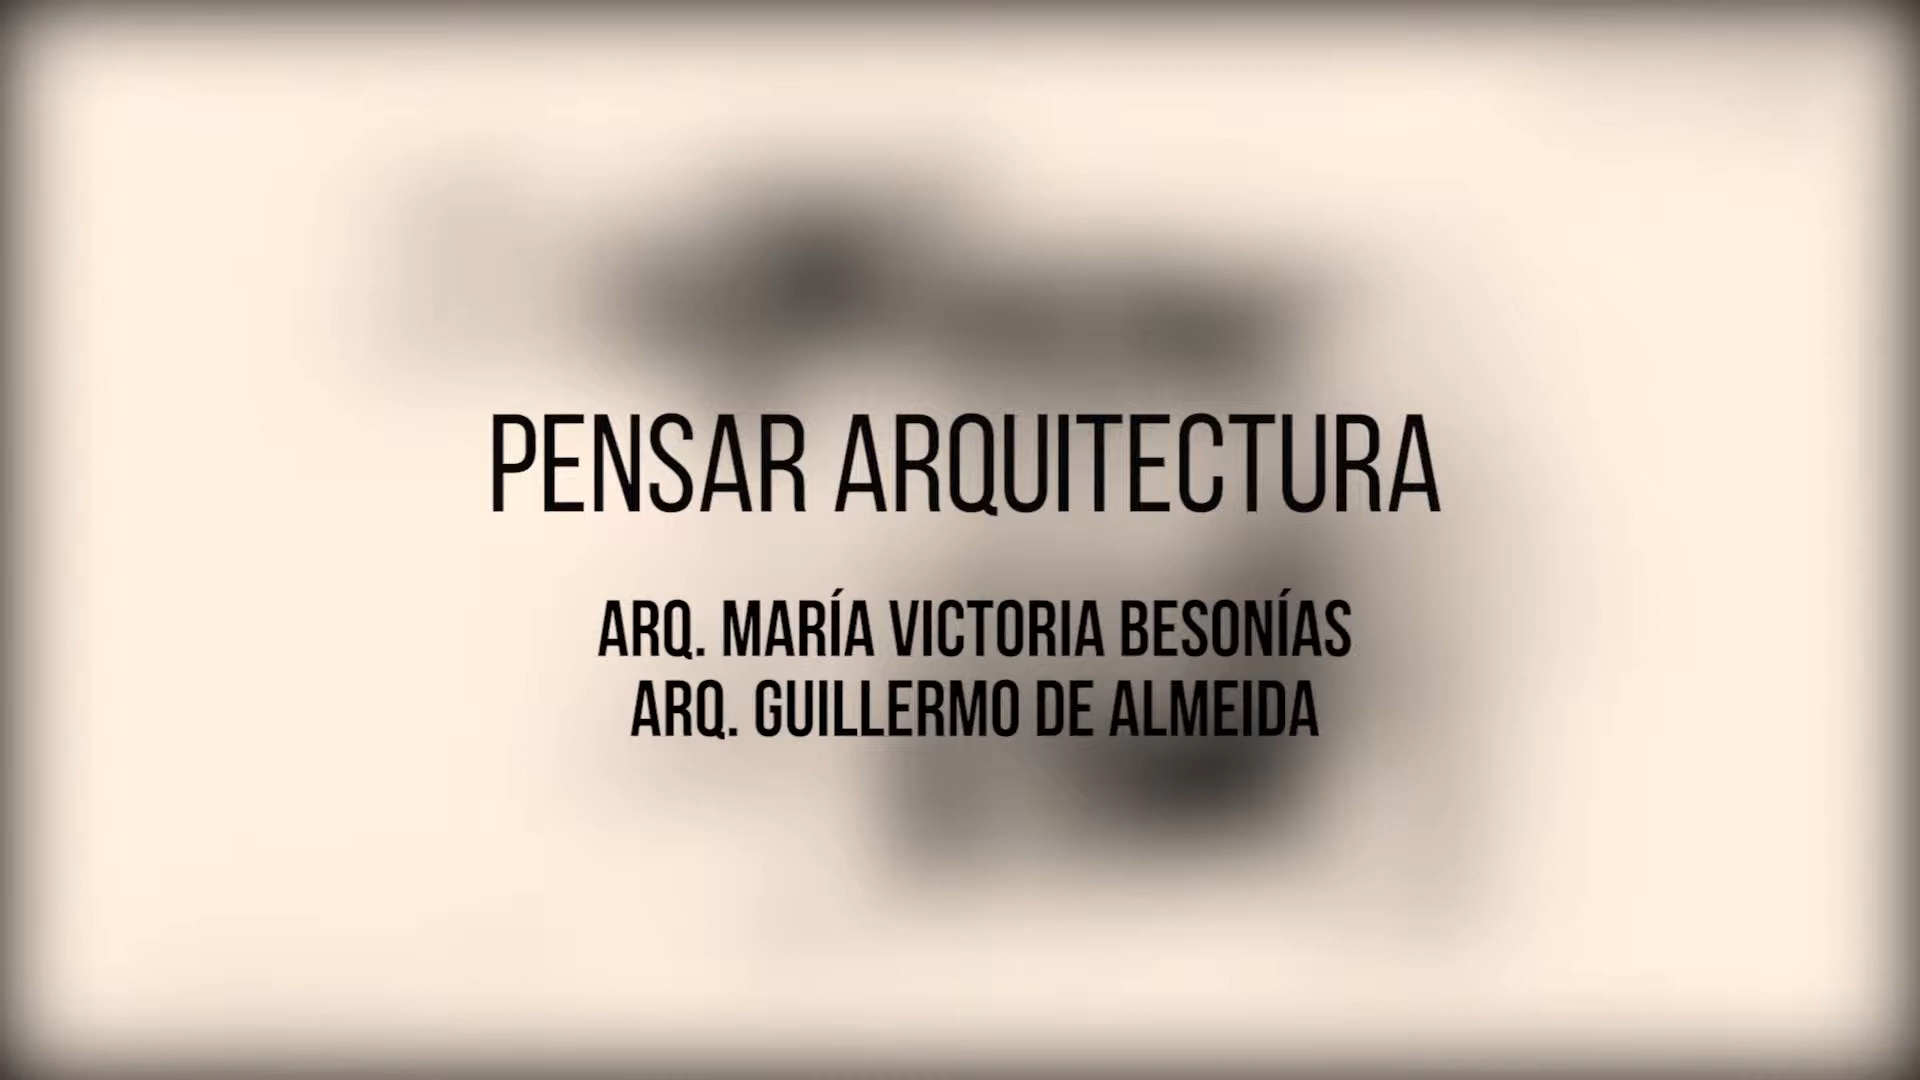 PENSAR ARQUITECTURA
ARQ. MARÍA VICTORIA BESONÍAS
ARQ. GUILLERMO DE ALMEIDA